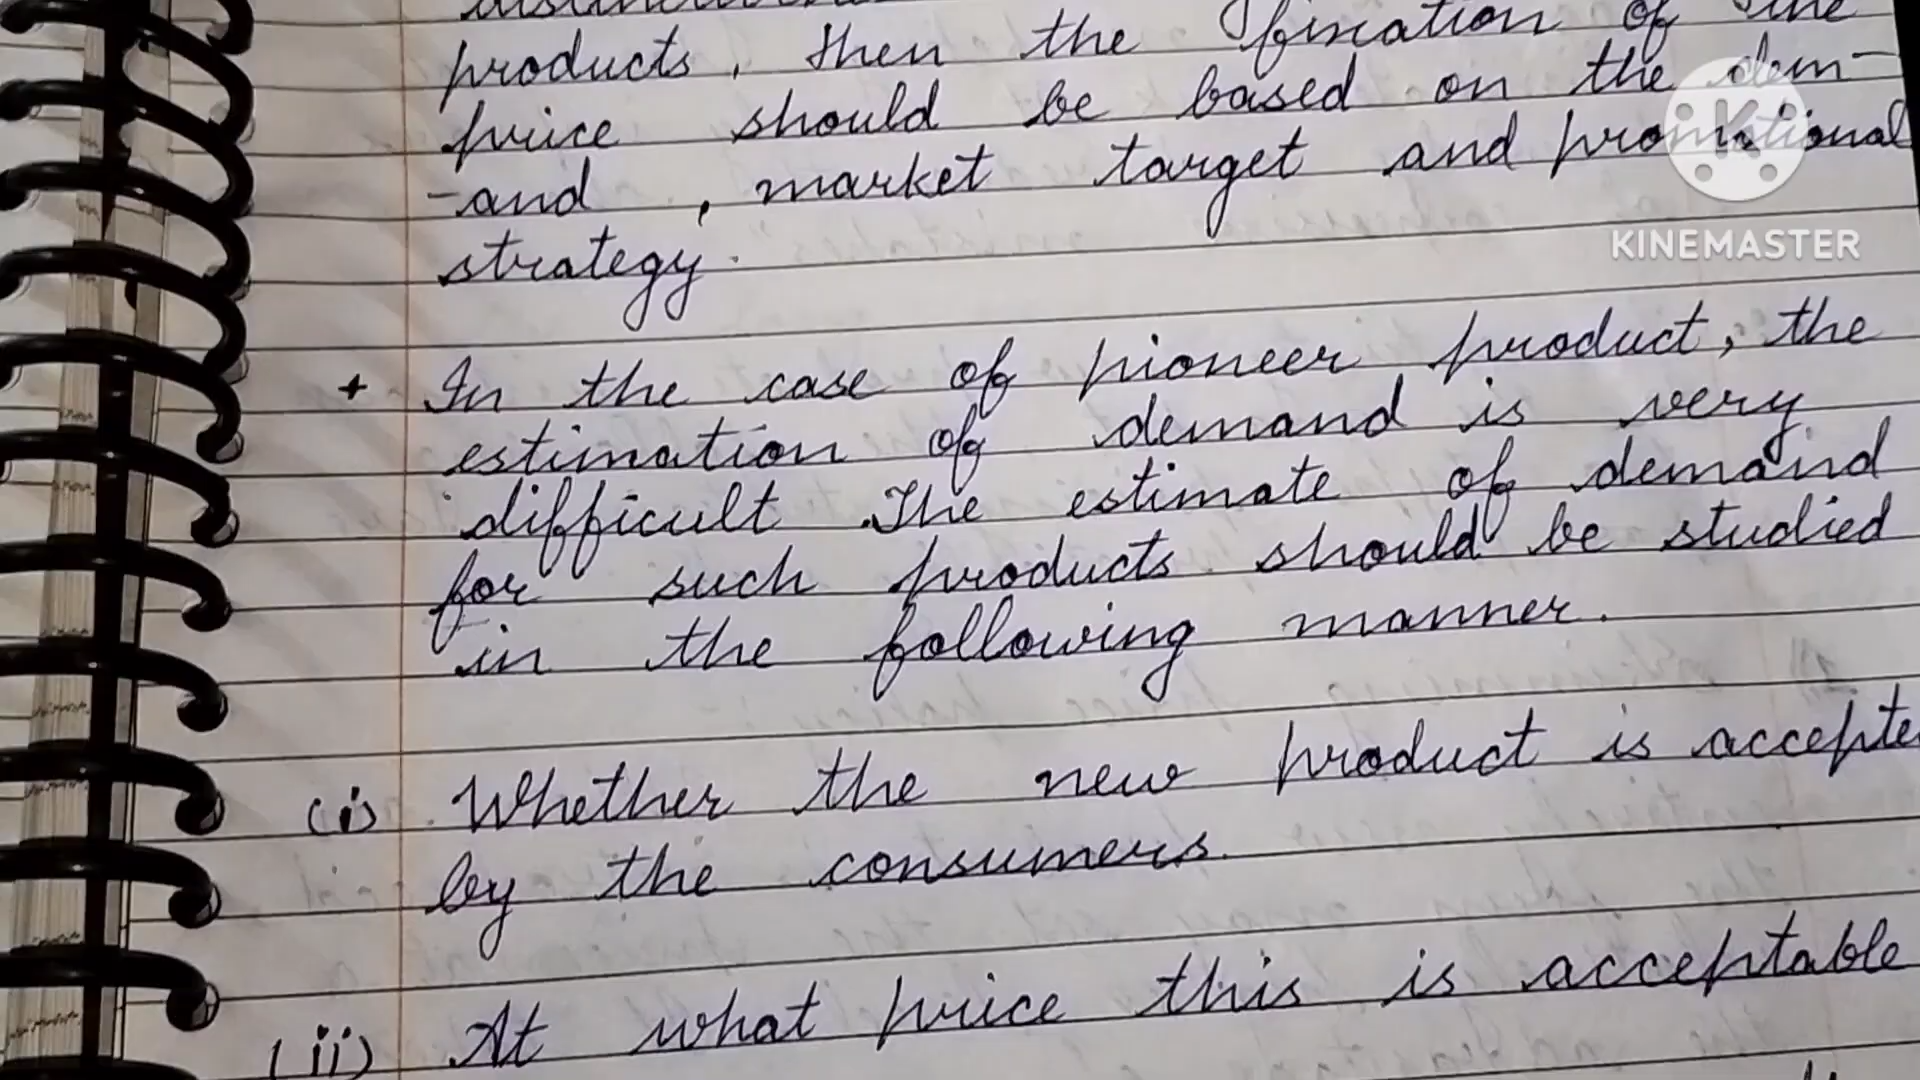 products, then the fixation of the
price should be based on the dem-
-and, market target and promotional
strategy.
+ In the case of pioneer product, the
estimation of demand is very
difficult. The estimate of demand
for such products should be studied
in the following manner.
(i) Whether the new product is accepte
by the consumers.
(ii) At what price this is acceptable
KINEMASTER